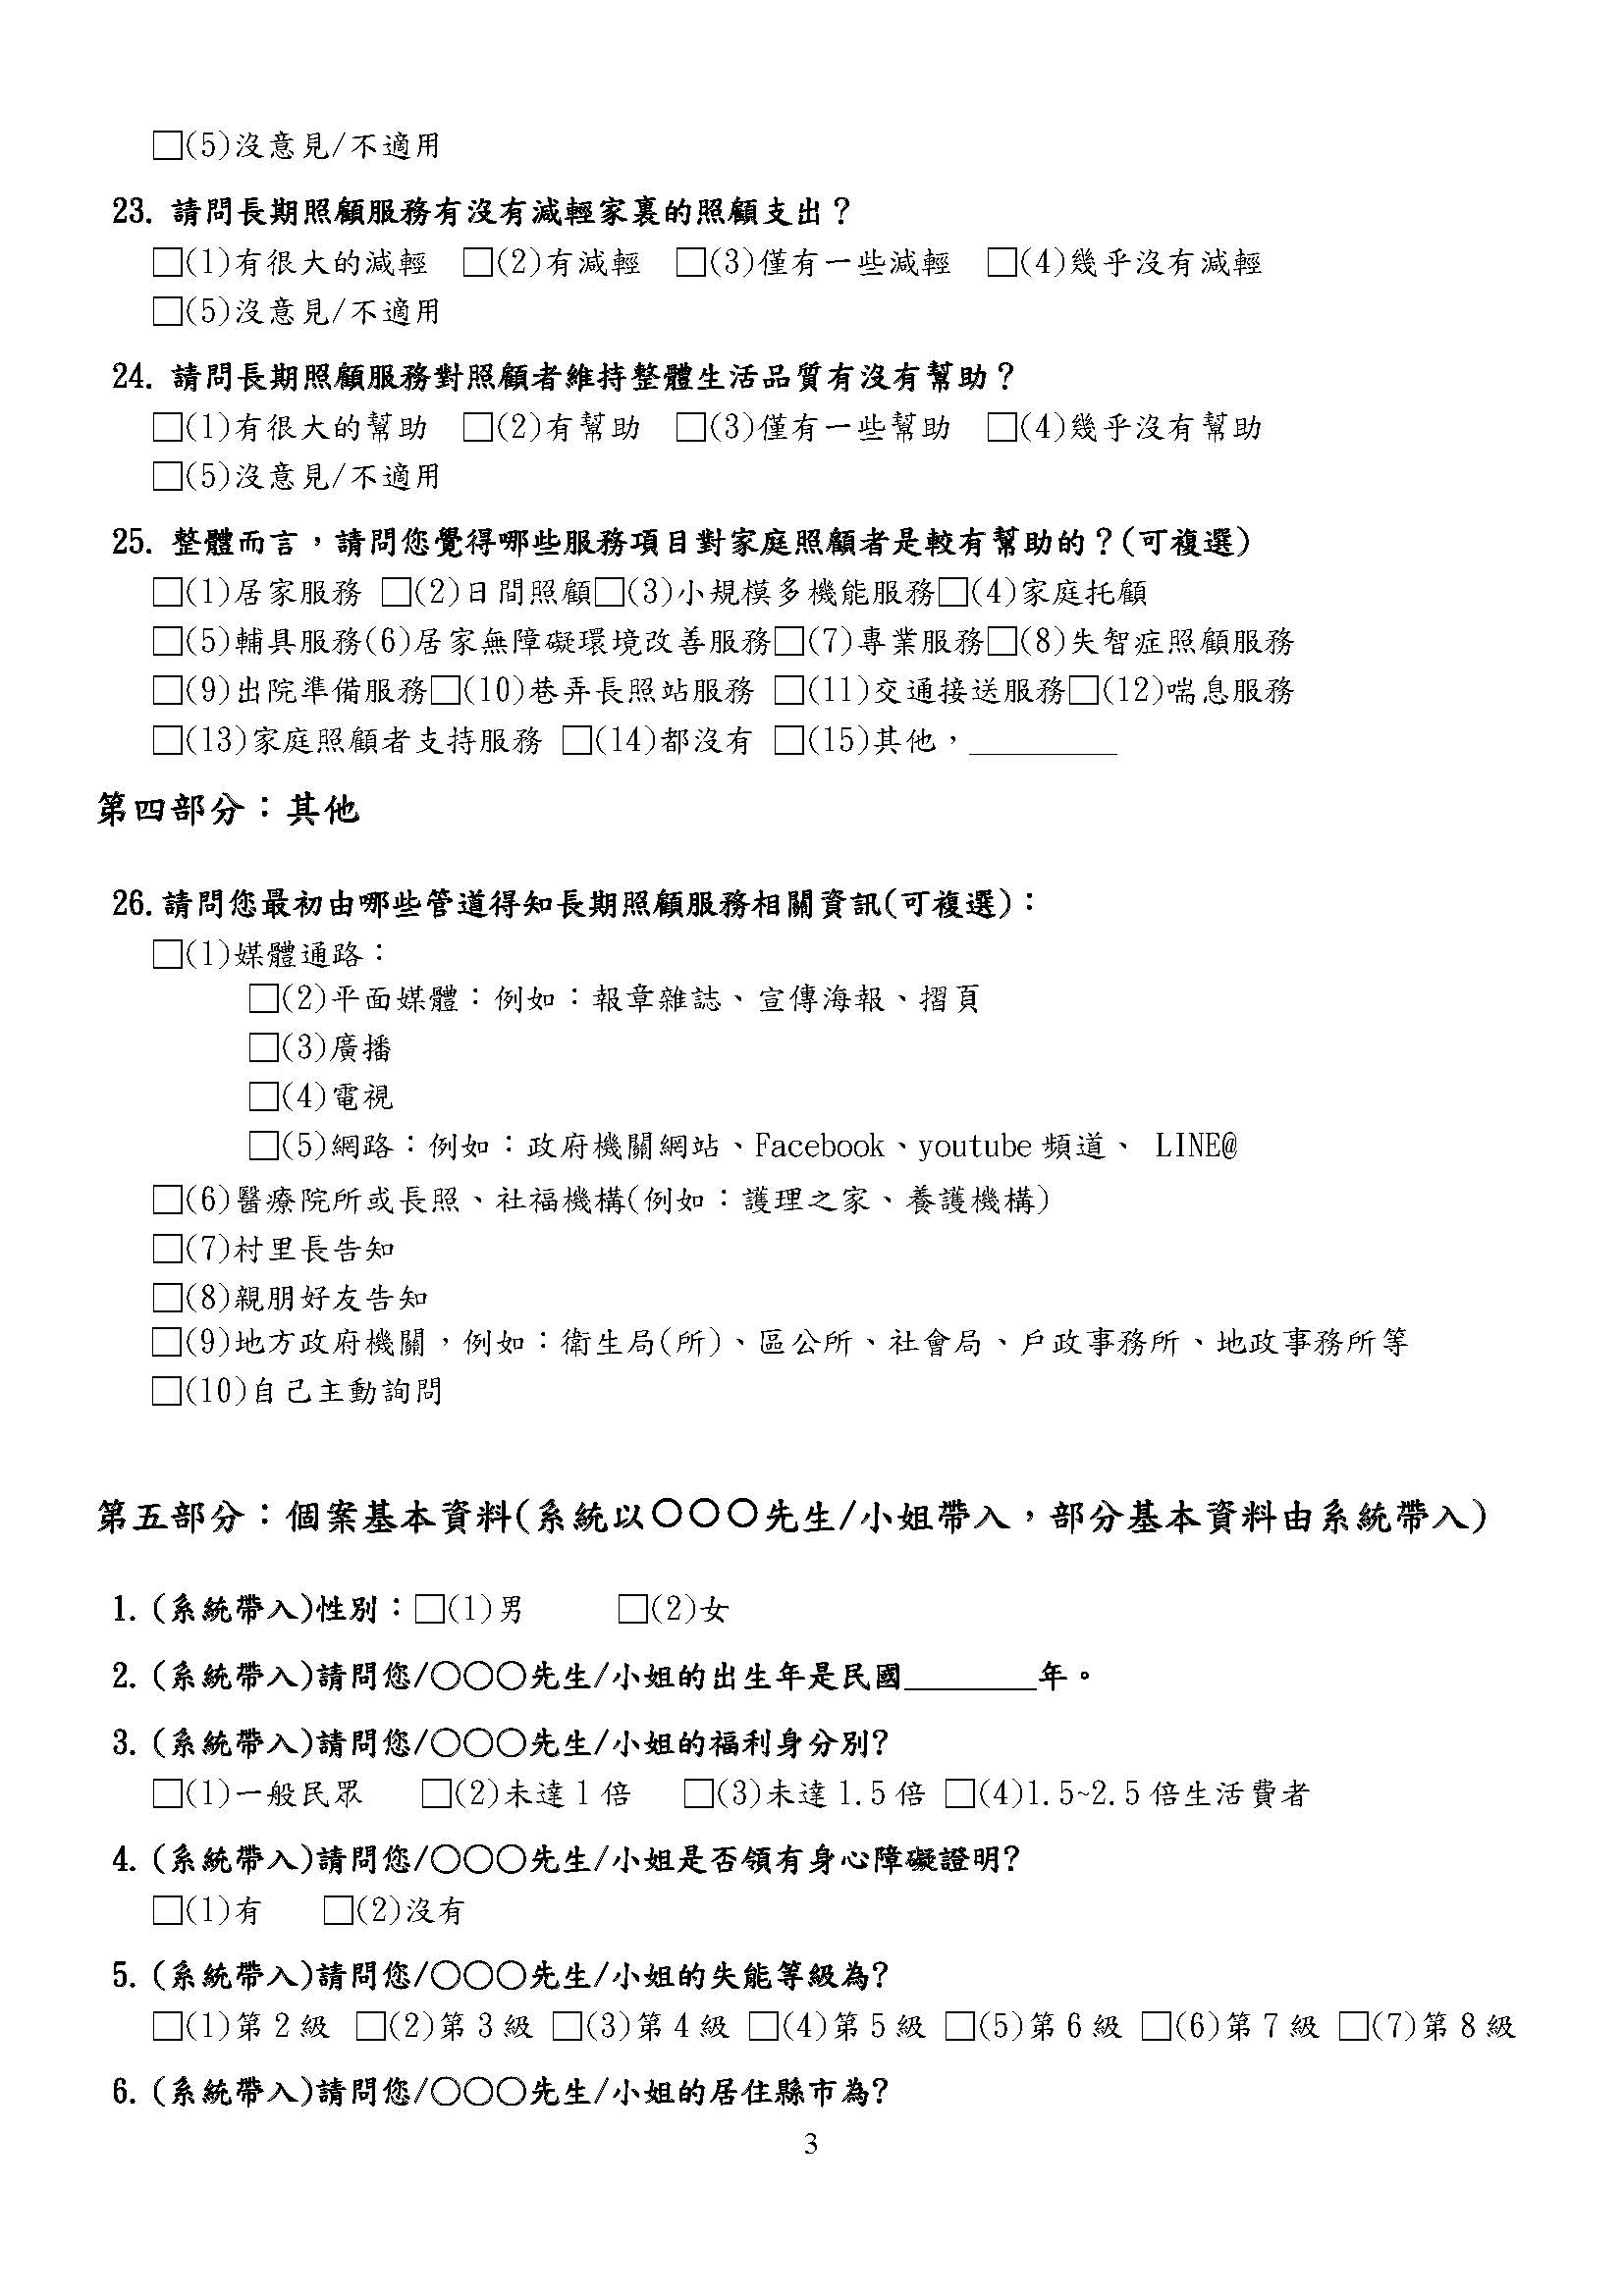 □(5)沒意見/不適用
23. 請問長期照顧服務有沒有減輕家裏的照顧支出？
□(1)有很大的減輕 □(2)有減輕 □(3)僅有一些減輕 □(4)幾乎沒有減輕
□(5)沒意見/不適用
24. 請問長期照顧服務對照顧者維持整體生活品質有沒有幫助？
□(1)有很大的幫助 □(2)有幫助 □(3)僅有一些幫助 □(4)幾乎沒有幫助
□(5)沒意見/不適用
25. 整體而言，請問您覺得哪些服務項目對家庭照顧者是較有幫助的？(可複選)
□(1)居家服務 □(2)日間照顧□(3)小規模多機能服務□(4)家庭托顧
□(5)輔具服務(6)居家無障礙環境改善服務□(7)專業服務□(8)失智症照顧服務
□(9)出院準備服務□(10)巷弄長照站服務 □(11)交通接送服務□(12)喘息服務
□(13)家庭照顧者支持服務 □(14)都沒有 □(15)其他，_________
第四部分：其他
26.請問您最初由哪些管道得知長期照顧服務相關資訊(可複選)：
□(1)媒體通路：
□(2)平面媒體：例如：報章雜誌、宣傳海報、摺頁
□(3)廣播
□(4)電視
□(5)網路：例如：政府機關網站、Facebook、youtube 頻道、 LINE@
□(6)醫療院所或長照、社福機構(例如：護理之家、養護機構)
□(7)村里長告知
□(8)親朋好友告知
□(9)地方政府機關，例如：衛生局(所)、區公所、社會局、戶政事務所、地政事務所等
□(10)自己主動詢問
第五部分：個案基本資料(系統以〇〇〇先生/小姐帶入，部分基本資料由系統帶入)
1. (系統帶入)性別：□(1)男 □(2)女
2. (系統帶入)請問您/〇〇〇先生/小姐的出生年是民國________年。
3. (系統帶入)請問您/〇〇〇先生/小姐的福利身分別?
□(1)一般民眾 □(2)未達 1 倍 □(3)未達 1.5 倍 □(4)1.5~2.5 倍生活費者
4. (系統帶入)請問您/〇〇〇先生/小姐是否領有身心障礙證明?
□(1)有 □(2)沒有
5. (系統帶入)請問您/〇〇〇先生/小姐的失能等級為?
□(1)第 2 級 □(2)第 3 級 □(3)第 4 級 □(4)第 5 級 □(5)第 6 級 □(6)第 7 級 □(7)第 8 級
6. (系統帶入)請問您/〇〇〇先生/小姐的居住縣市為?
3